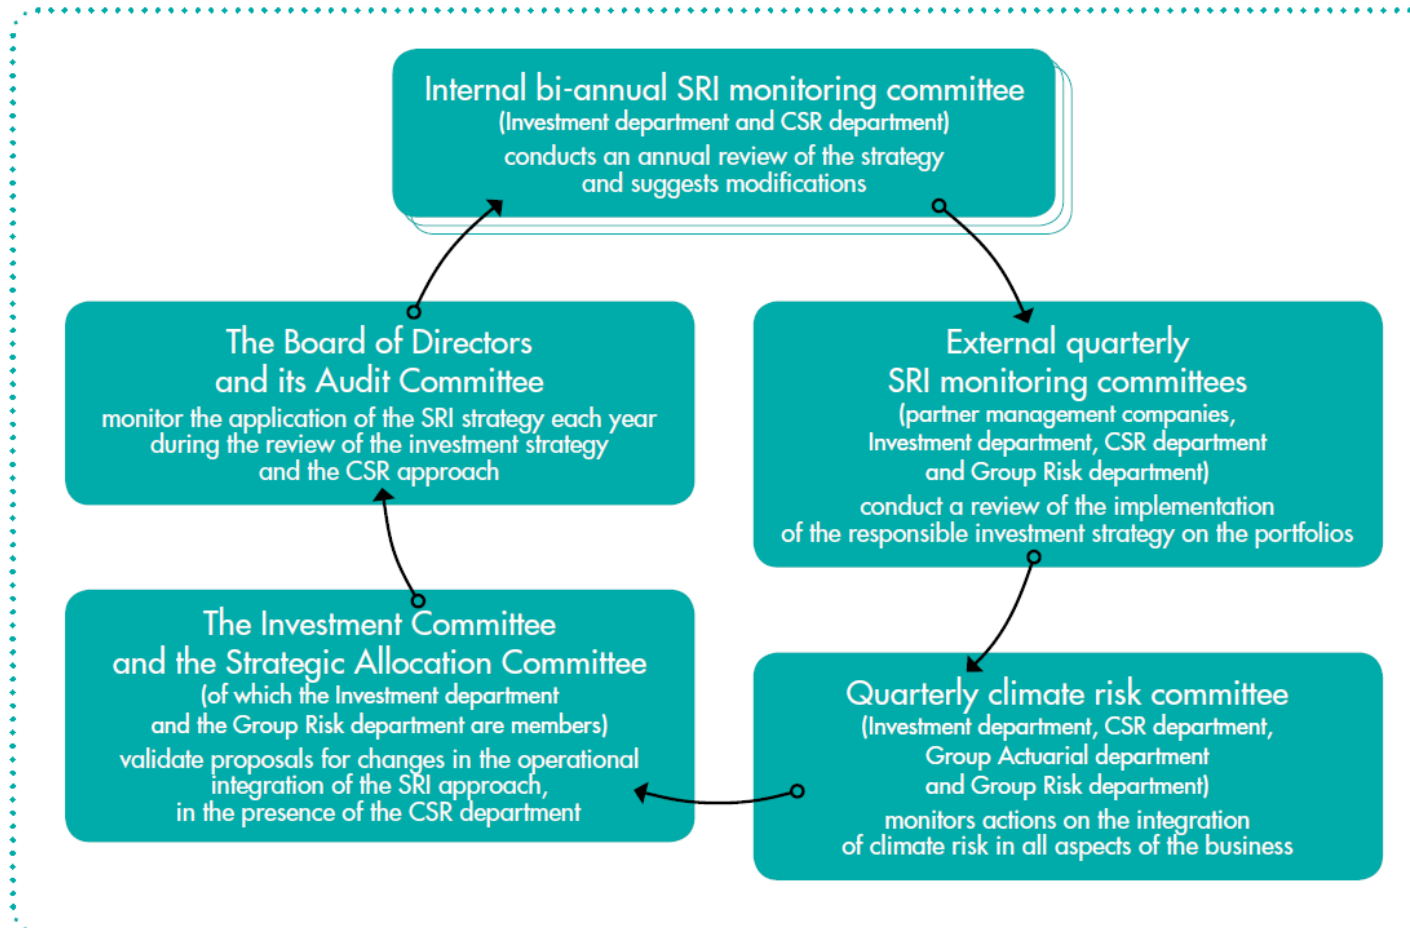 Internal bi-annual SRI monitoring committee
(Investment department and CSR department)
conducts an annual review of the strategy
and suggests modifications
External quarterly
SRI monitoring committees
(partner management companies,
Investment department, CSR department
and Group Risk department)
conduct a review of the implementation
of the responsible investment strategy on the portfolios
Quarterly climate risk committee
(Investment department, CSR department,
Group Actuarial department
and Group Risk department)
monitors actions on the integration
of climate risk in all aspects of the business
The Investment Committee
and the Strategic Allocation Committee
(of which the Investment department
and the Group Risk department are members)
validate proposals for changes in the operational
integration of the SRI approach,
in the presence of the CSR department
The Board of Directors
and its Audit Committee
monitor the application of the SRI strategy each year
during the review of the investment strategy
and the CSR approach